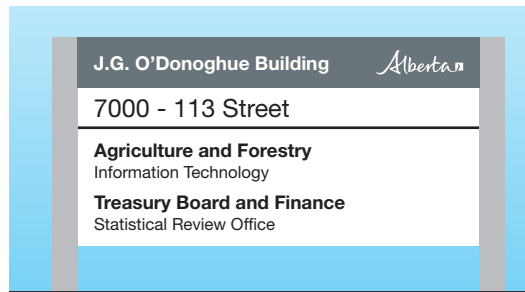 J.G. O'Donoghue Building Alberta
7000 - 113 Street
Agriculture and Forestry
Information Technology
Treasury Board and Finance
Statistical Review Office